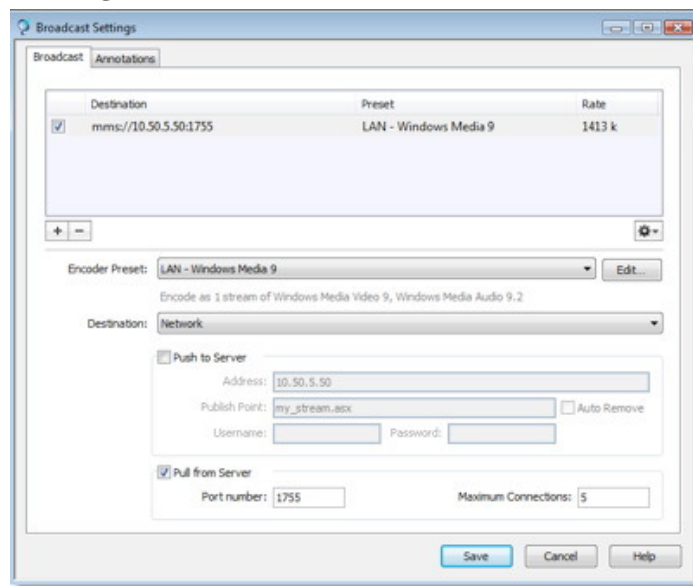 Broadcast Settings
Broadcast Annotations
Destination Preset Rate
mms://10.50.5.50:1755 LAN - Windows Media 9 1413 k
+ -
Encoder Preset: LAN - Windows Media 9 Edit...
Encode as 1 stream of Windows Media Video 9, Windows Media Audio 9.2
Destination: Network
Push to Server
Address: 10.50.5.50
Publish Point: my_stream.asx Auto Remove
Username: Password:
Pull from Server
Port number: 1755 Maximum Connections: 5
Save Cancel Help